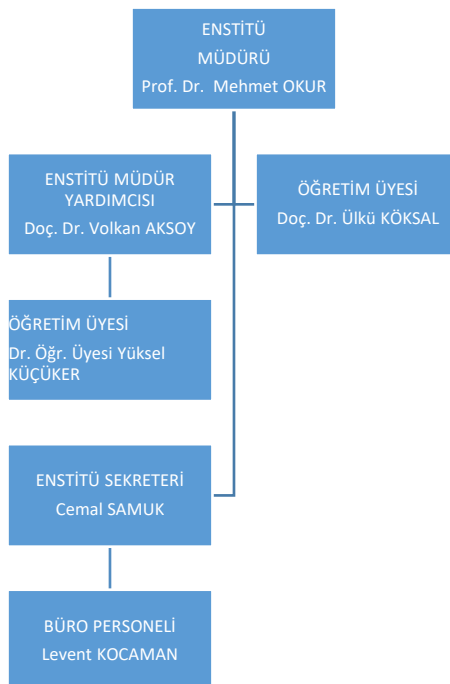 ENSTİTÜ
MÜDÜRÜ
Prof. Dr. Mehmet OKUR
ENSTİTÜ MÜDÜR
YARDIMCISI
Doç. Dr. Volkan AKSOY
ÖĞRETİM ÜYESİ
Doç. Dr. Ülkü KÖKSAL
ÖĞRETİM ÜYESİ
Dr. Öğr. Üyesi Yüksel
KÜÇÜKER
ENSTİTÜ SEKRETERİ
Cemal SAMUK
BÜRO PERSONELİ
Levent KOCAMAN